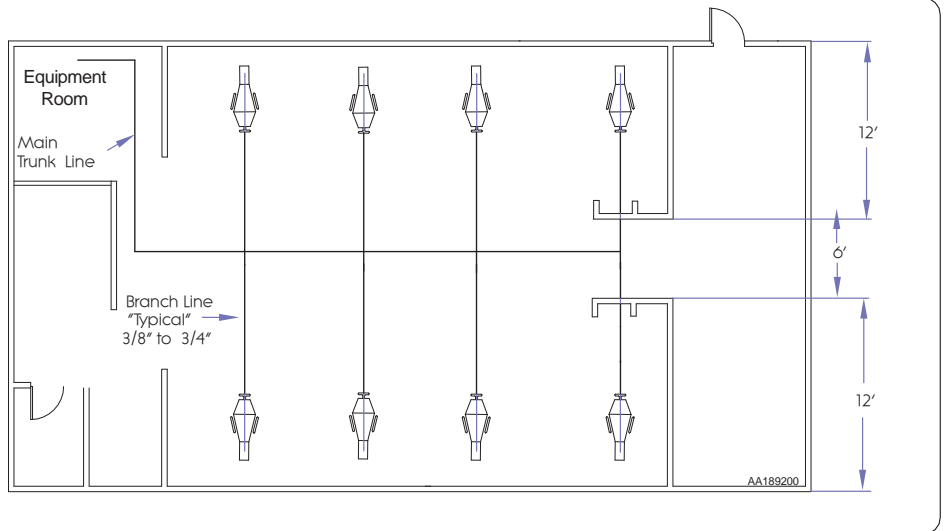 Equipment
Room
Main
Trunk Line
12'
6'
Branch Line
"Typical"
3/8" to 3/4"
12'
AA189200